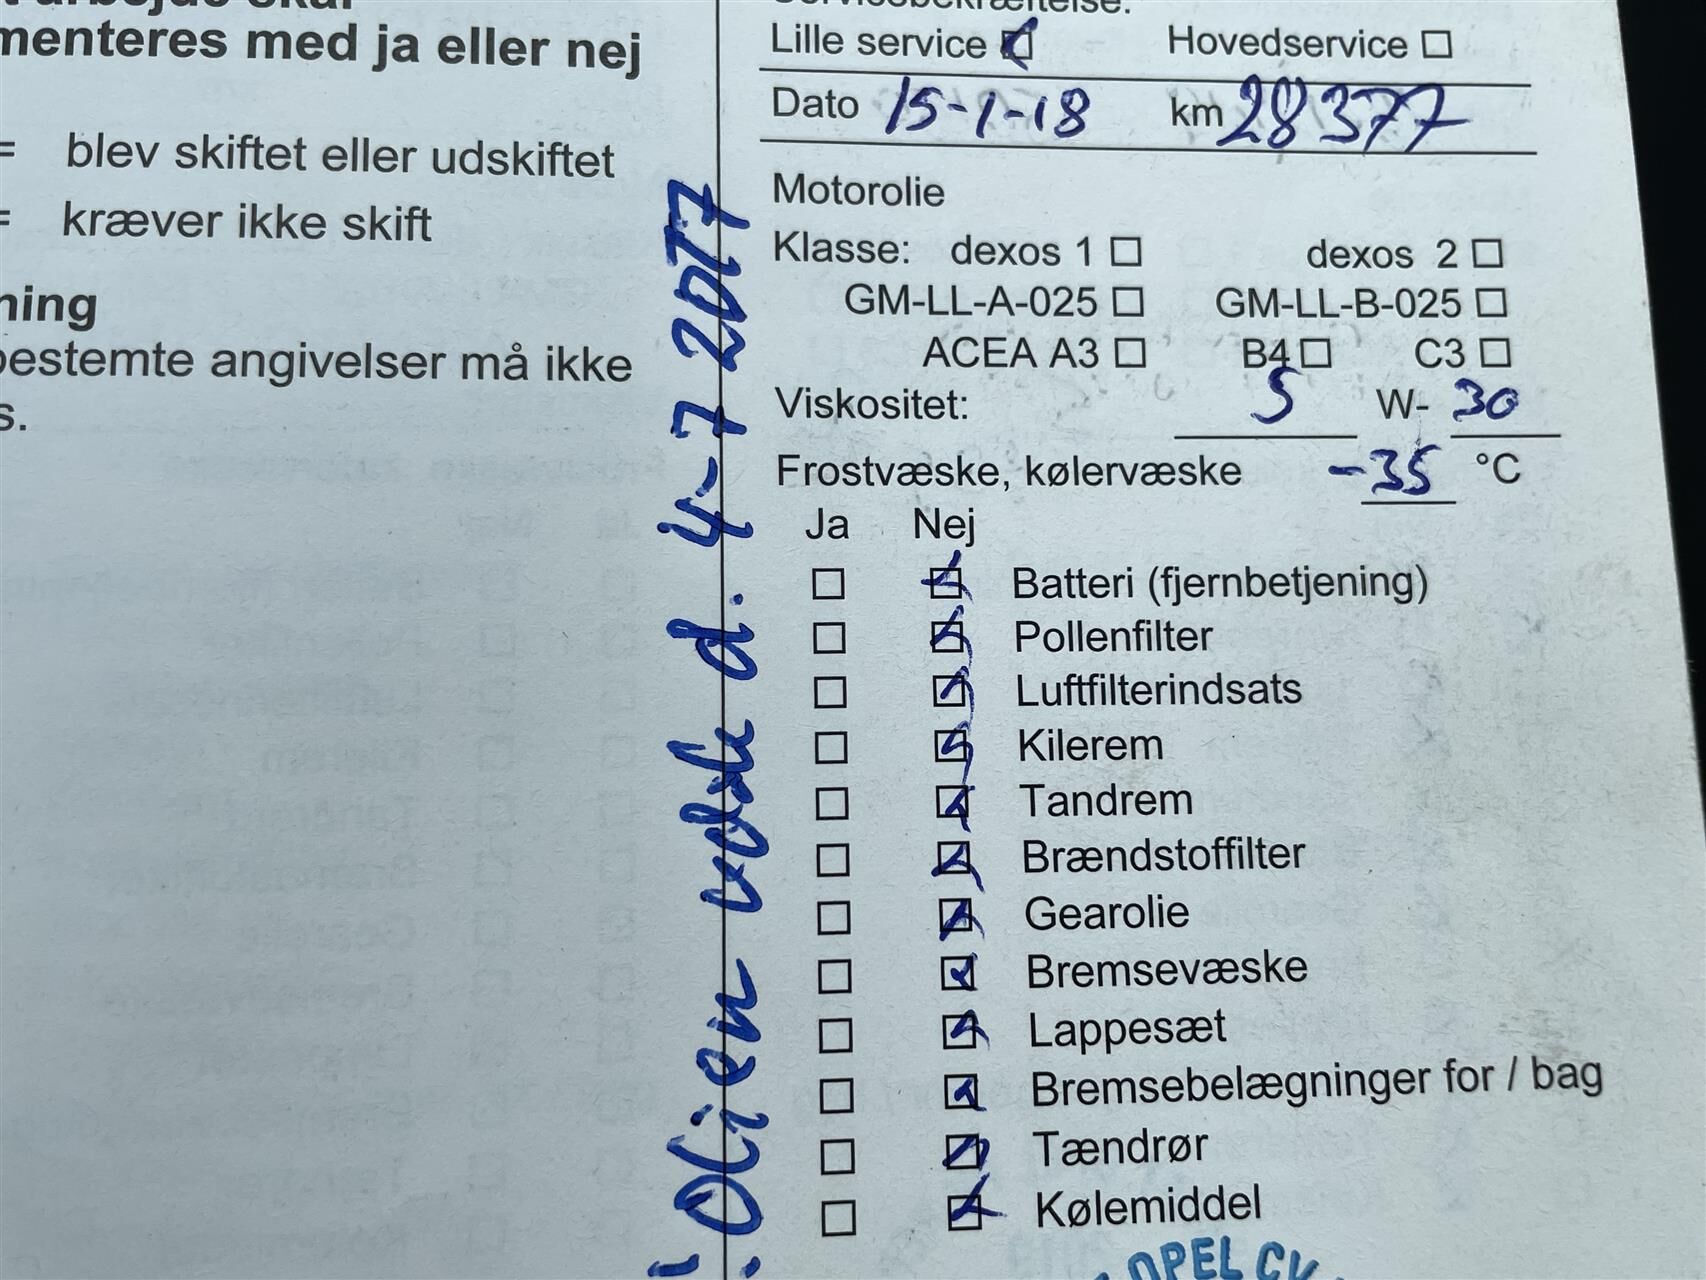 menteres med ja eller nej
= blev skiftet eller udskiftet
= kræver ikke skift
ning
bestemte angivelser må ikke
s.
Olien d. 4-7 2017
Lille service ☑ Hovedservice ☐
Dato 15-1-18 km 28377
Motorolie
Klasse: dexos 1 ☐ dexos 2 ☐
GM-LL-A-025 ☐ GM-LL-B-025 ☐
ACEA A3 ☐ B4 ☐ C3 ☐
Viskositet: 5 W- 30
Frostvæske, kølervæske -35 °C
Ja Nej
☐ ☑ Batteri (fjernbetjening)
☐ ☑ Pollenfilter
☐ ☑ Luftfilterindsats
☐ ☑ Kilerem
☐ ☑ Tandrem
☐ ☑ Brændstoffilter
☐ ☑ Gearolie
☐ ☑ Bremsevæske
☐ ☑ Lappesæt
☐ ☑ Bremsebelægninger for / bag
☐ ☑ Tændrør
☐ ☑ Kølemiddel
OPEL CV